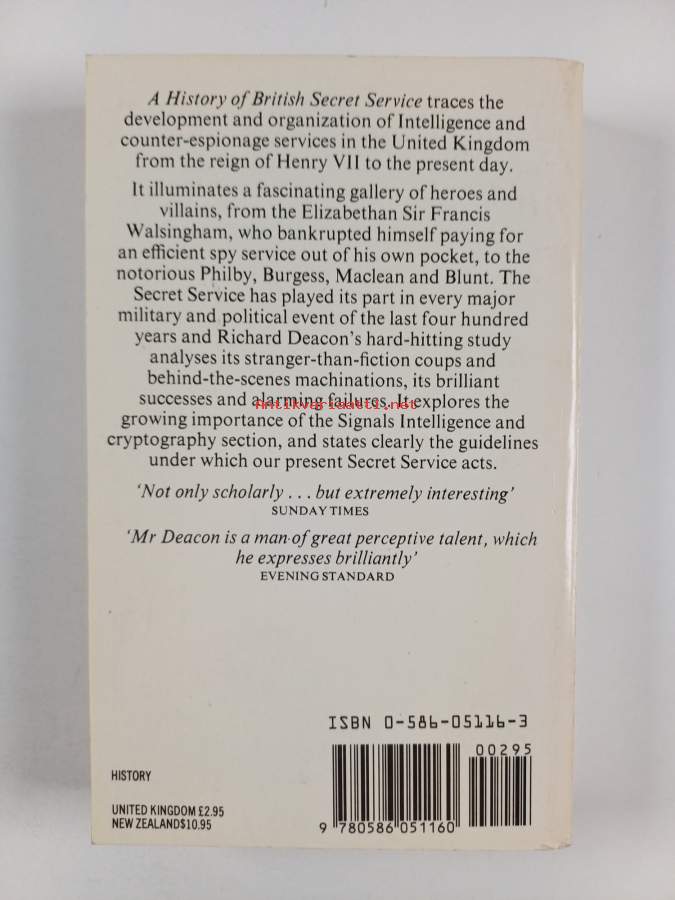 A History of British Secret Service traces the
development and organization of Intelligence and
counter-espionage services in the United Kingdom
from the reign of Henry VII to the present day.
It illuminates a fascinating gallery of heroes and
villains, from the Elizabethan Sir Francis
Walsingham, who bankrupted himself paying for
an efficient spy service out of his own pocket, to the
notorious Philby, Burgess, Maclean and Blunt. The
Secret Service has played its part in every major
military and political event of the last four hundred
years and Richard Deacon's hard-hitting study
analyses its stranger-than-fiction coups and
behind-the-scenes machinations, its brilliant
successes and alarming failures. It explores the
Antikvariaatti.net
growing importance of the Signals Intelligence and
cryptography section, and states clearly the guidelines
under which our present Secret Service acts.
'Not only scholarly . . . but extremely interesting'
SUNDAY TIMES
'Mr Deacon is a man of great perceptive talent, which
he expresses brilliantly'
EVENING STANDARD
ISBN 0-586-05116-3
00295
HISTORY
UNITED KINGDOM £2.95
NEW ZEALAND $10.95
9 780586 051160